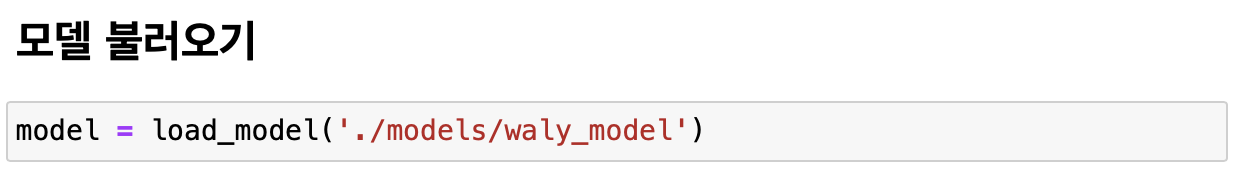 모델 불러오기
model = load_model('./models/waly_model')